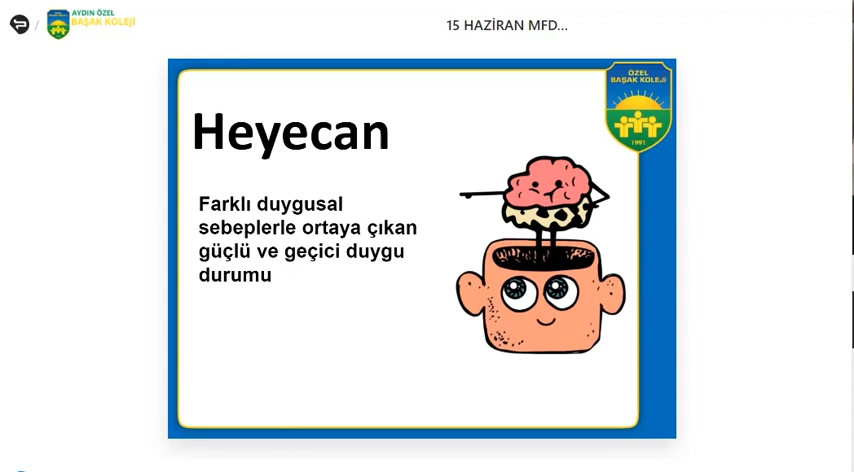 AYDIN ÖZEL
BAŞAK KOLEJİ
15 HAZİRAN MFD...
ÖZEL
BAŞAK KOLEJİ
1991
Heyecan
Farklı duygusal
sebeplerle ortaya çıkan
güçlü ve geçici duygu
durumu